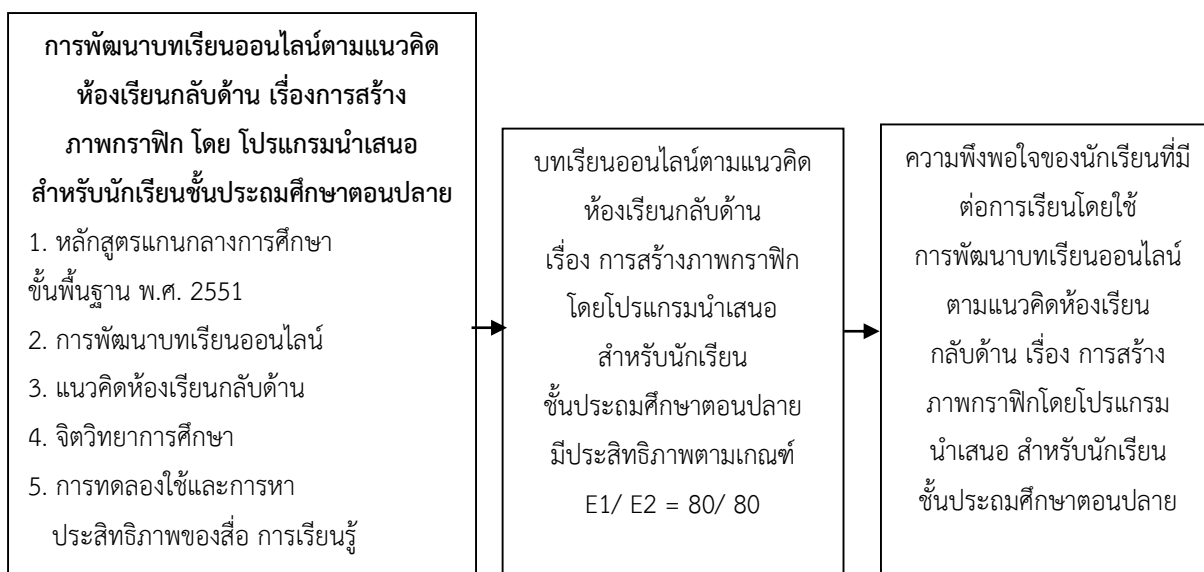 การพัฒนาบทเรียนออนไลน์ตามแนวคิด
ห้องเรียนกลับด้าน เรื่องการสร้าง
ภาพกราฟิก โดย โปรแกรมนำเสนอ
สำหรับนักเรียนชั้นประถมศึกษาตอนปลาย
1. หลักสูตรแกนกลางการศึกษา
ขั้นพื้นฐาน พ.ศ. 2551
2. การพัฒนาบทเรียนออนไลน์
3. แนวคิดห้องเรียนกลับด้าน
4. จิตวิทยาการศึกษา
5. การทดลองใช้และการหา
ประสิทธิภาพของสื่อ การเรียนรู้
บทเรียนออนไลน์ตามแนวคิด
ห้องเรียนกลับด้าน
เรื่อง การสร้างภาพกราฟิก
โดยโปรแกรมนำเสนอ
สำหรับนักเรียน
ชั้นประถมศึกษาตอนปลาย
มีประสิทธิภาพตามเกณฑ์
E1/ E2 = 80/ 80
ความพึงพอใจของนักเรียนที่มี
ต่อการเรียนโดยใช้
การพัฒนาบทเรียนออนไลน์
ตามแนวคิดห้องเรียน
กลับด้าน เรื่อง การสร้าง
ภาพกราฟิกโดยโปรแกรม
นำเสนอ สำหรับนักเรียน
ชั้นประถมศึกษาตอนปลาย